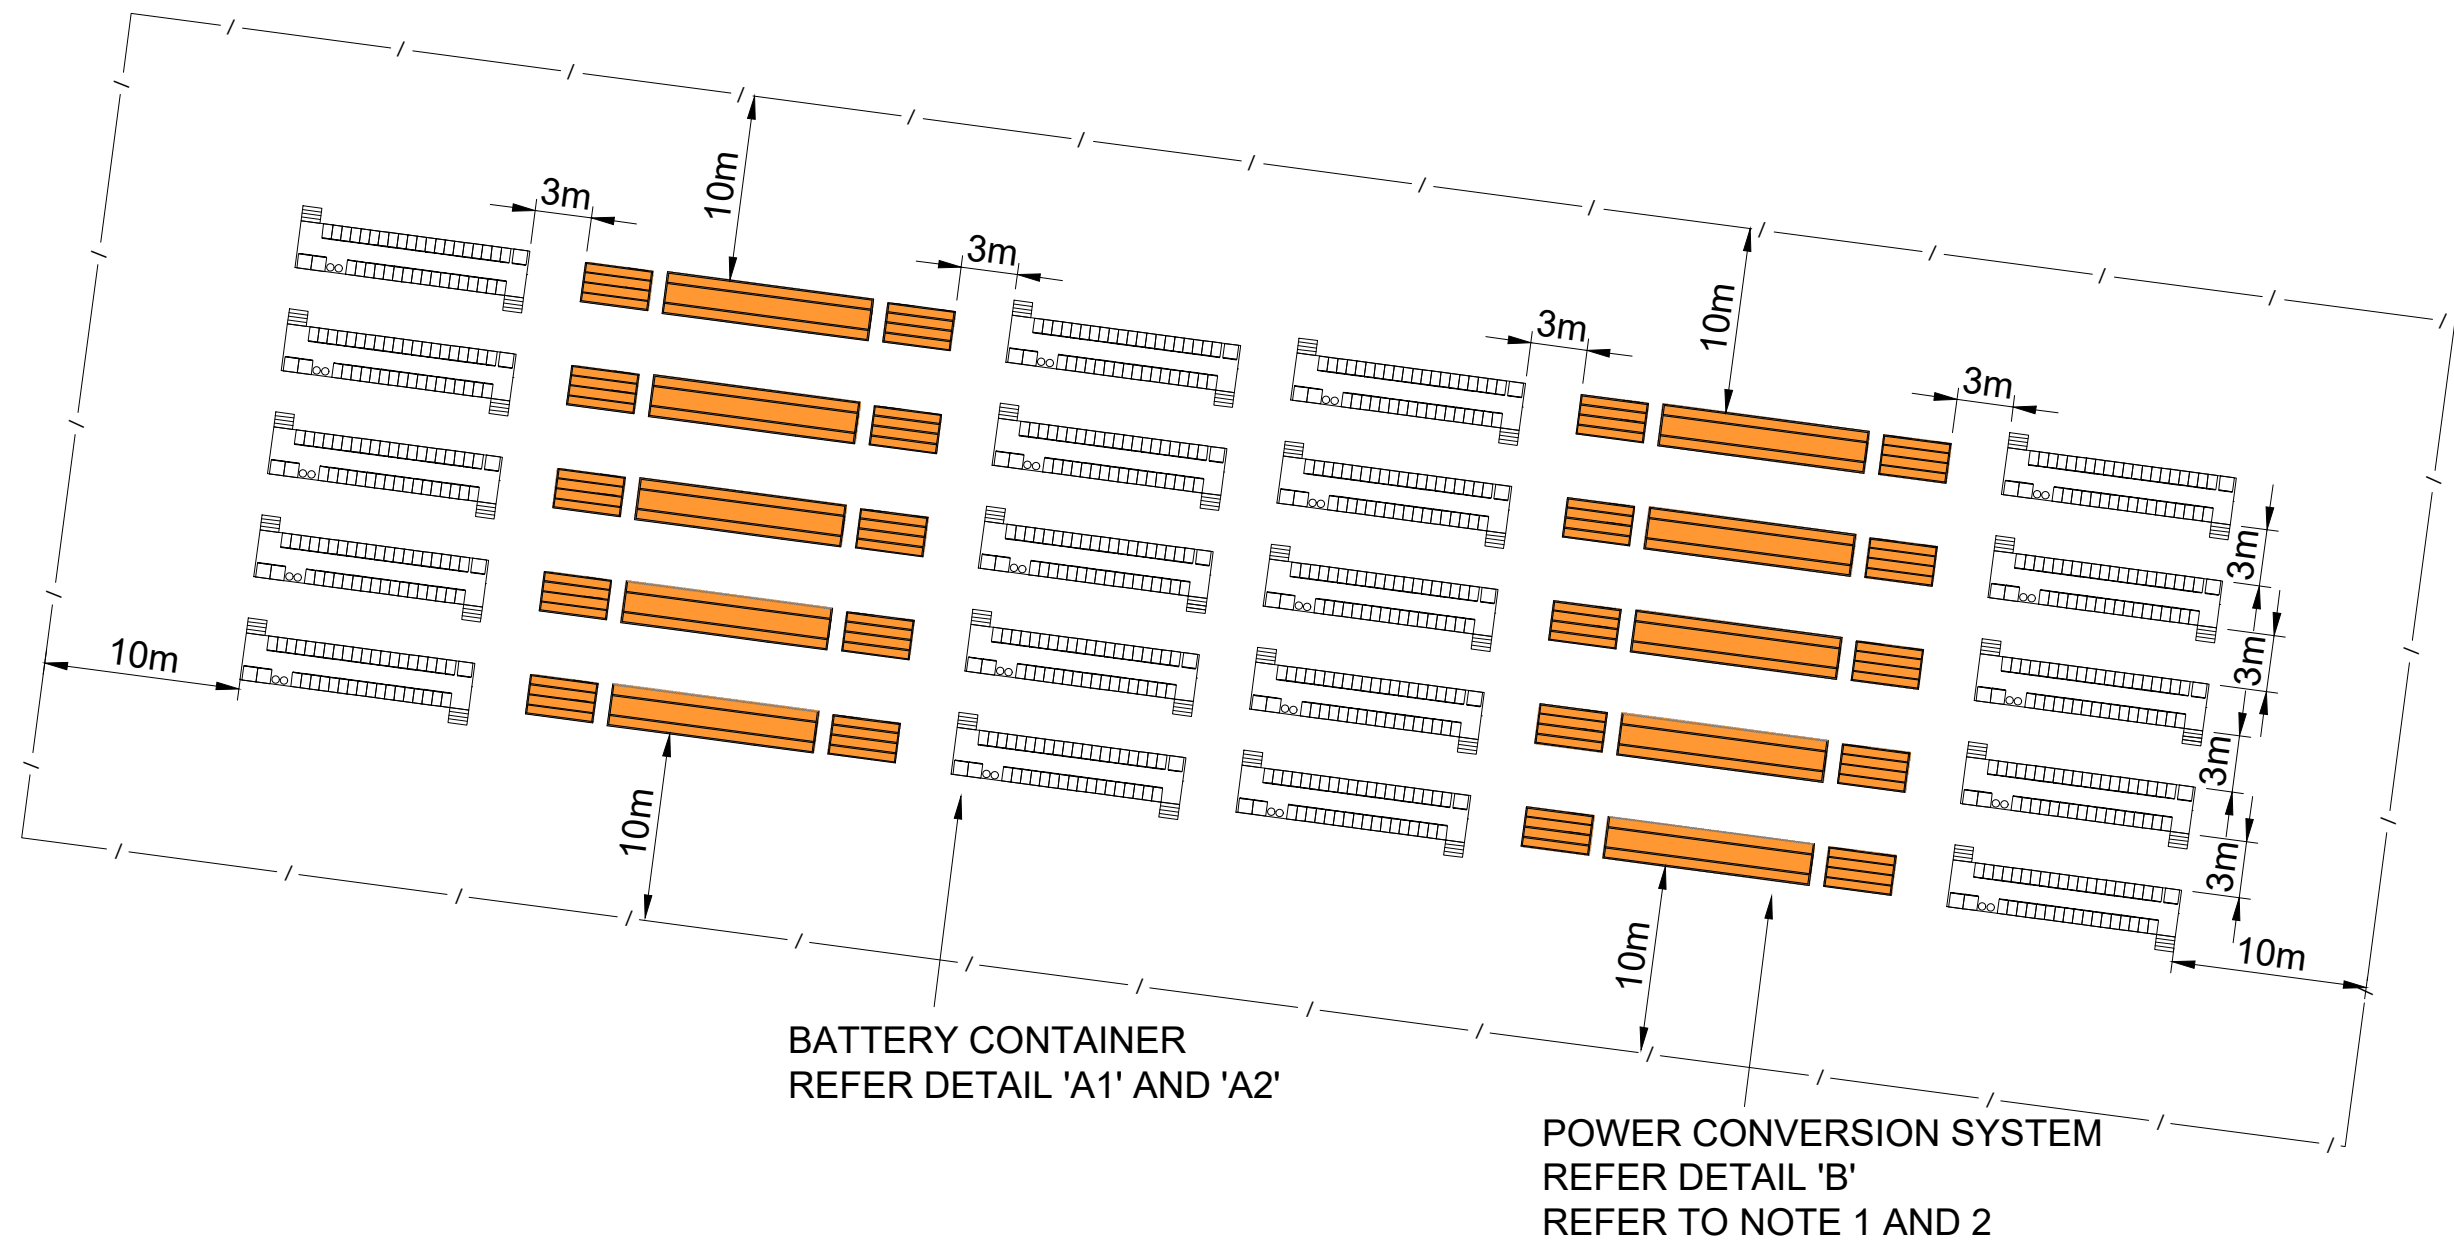 10m
3m
3m
10m
3m
3m
3m
3m
3m
3m
10m
10m
10m
10m
BATTERY CONTAINER
REFER DETAIL 'A1' AND 'A2'
POWER CONVERSION SYSTEM
REFER DETAIL 'B'
REFER TO NOTE 1 AND 2